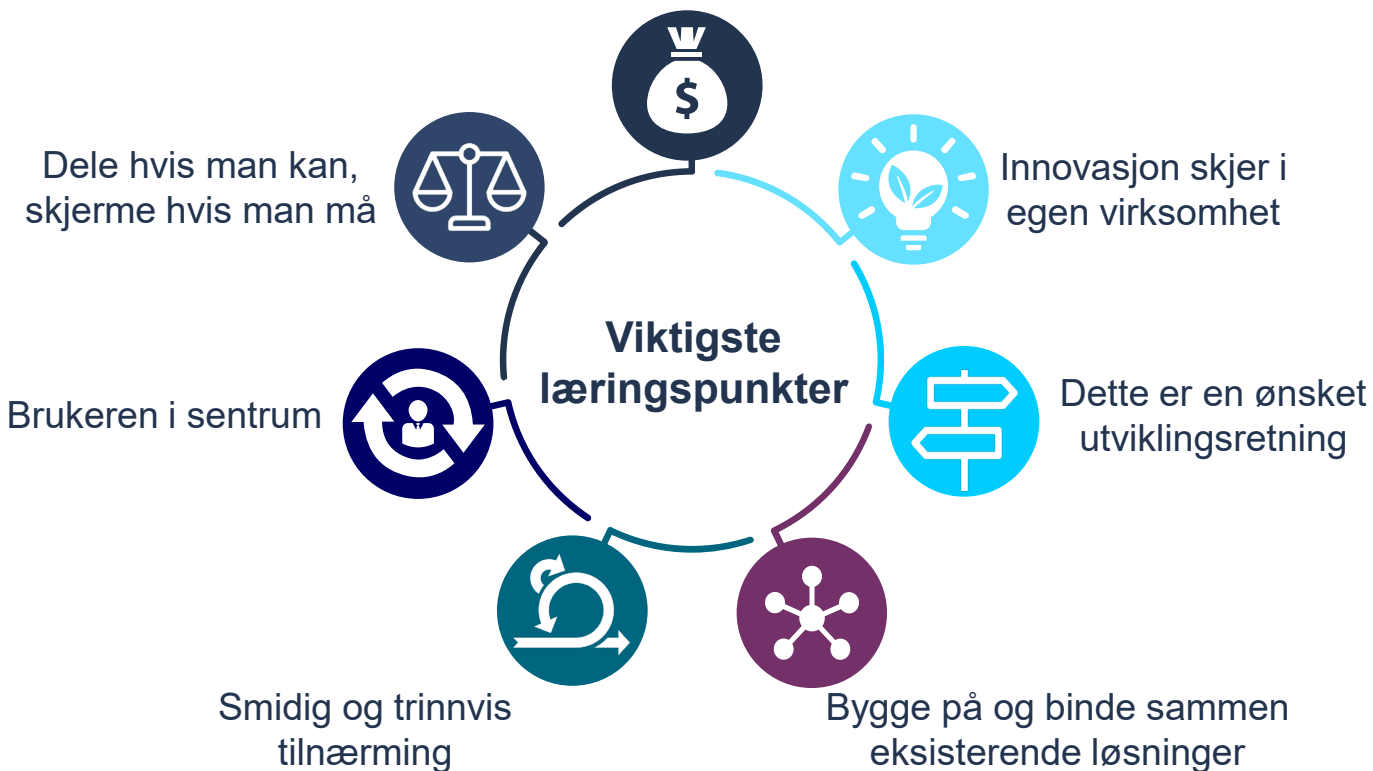 $
Dele hvis man kan,
skjerme hvis man må
Innovasjon skjer i
egen virksomhet
Viktigste
læringspunkter
Brukeren i sentrum
Dette er en ønsket
utviklingsretning
Smidig og trinnvis
tilnærming
Bygge på og binde sammen
eksisterende løsninger